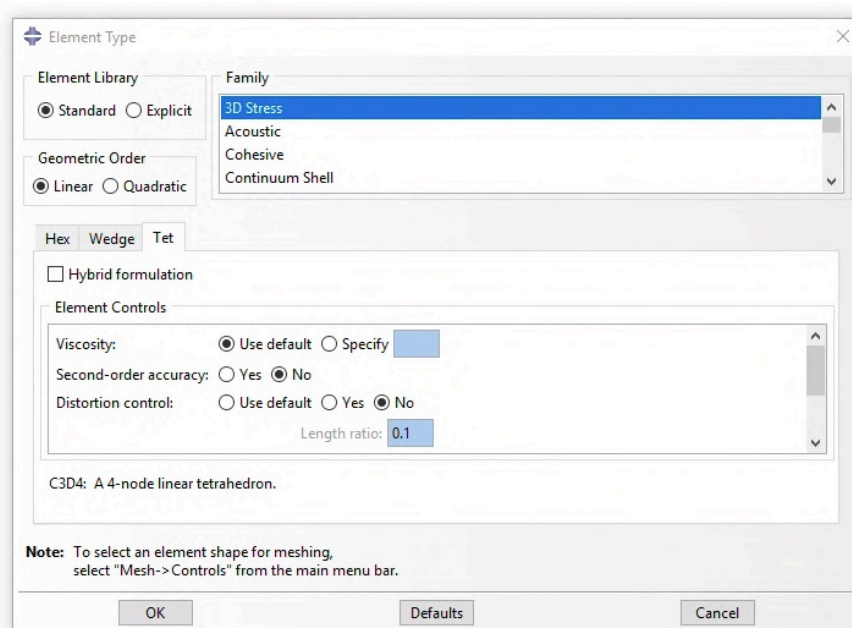 Element Type
Element Library
Standard Explicit
Geometric Order
Linear Quadratic
Family
3D Stress
Acoustic
Cohesive
Continuum Shell
Hex Wedge Tet
Hybrid formulation
Element Controls
Viscosity: Use default Specify
Second-order accuracy: Yes No
Distortion control: Use default Yes No
Length ratio: 0.1
C3D4: A 4-node linear tetrahedron.
Note: To select an element shape for meshing,
select "Mesh->Controls" from the main menu bar.
OK Defaults Cancel